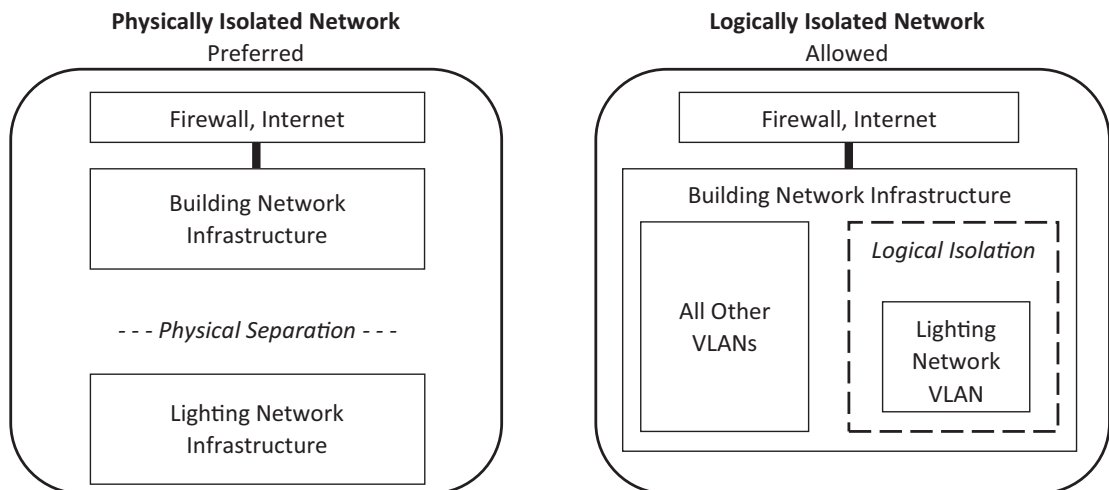 Physically Isolated Network
Preferred
Firewall, Internet
Building Network
Infrastructure
- - - Physical Separation - - -
Lighting Network
Infrastructure
Logically Isolated Network
Allowed
Firewall, Internet
Building Network Infrastructure
All Other
VLANs
Logical Isolation
Lighting
Network
VLAN